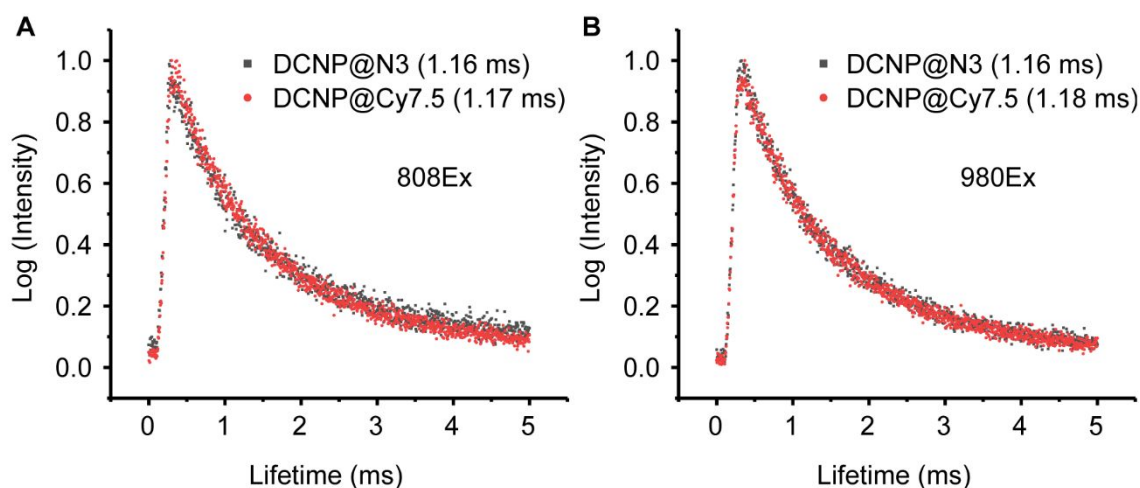 A
DCNP@N3 (1.16 ms)
DCNP@Cy7.5 (1.17 ms)
808Ex
Log (Intensity)
1.0
0.8
0.6
0.4
0.2
0.0
0 1 2 3 4 5
Lifetime (ms)
B
DCNP@N3 (1.16 ms)
DCNP@Cy7.5 (1.18 ms)
980Ex
Log (Intensity)
1.0
0.8
0.6
0.4
0.2
0.0
0 1 2 3 4 5
Lifetime (ms)